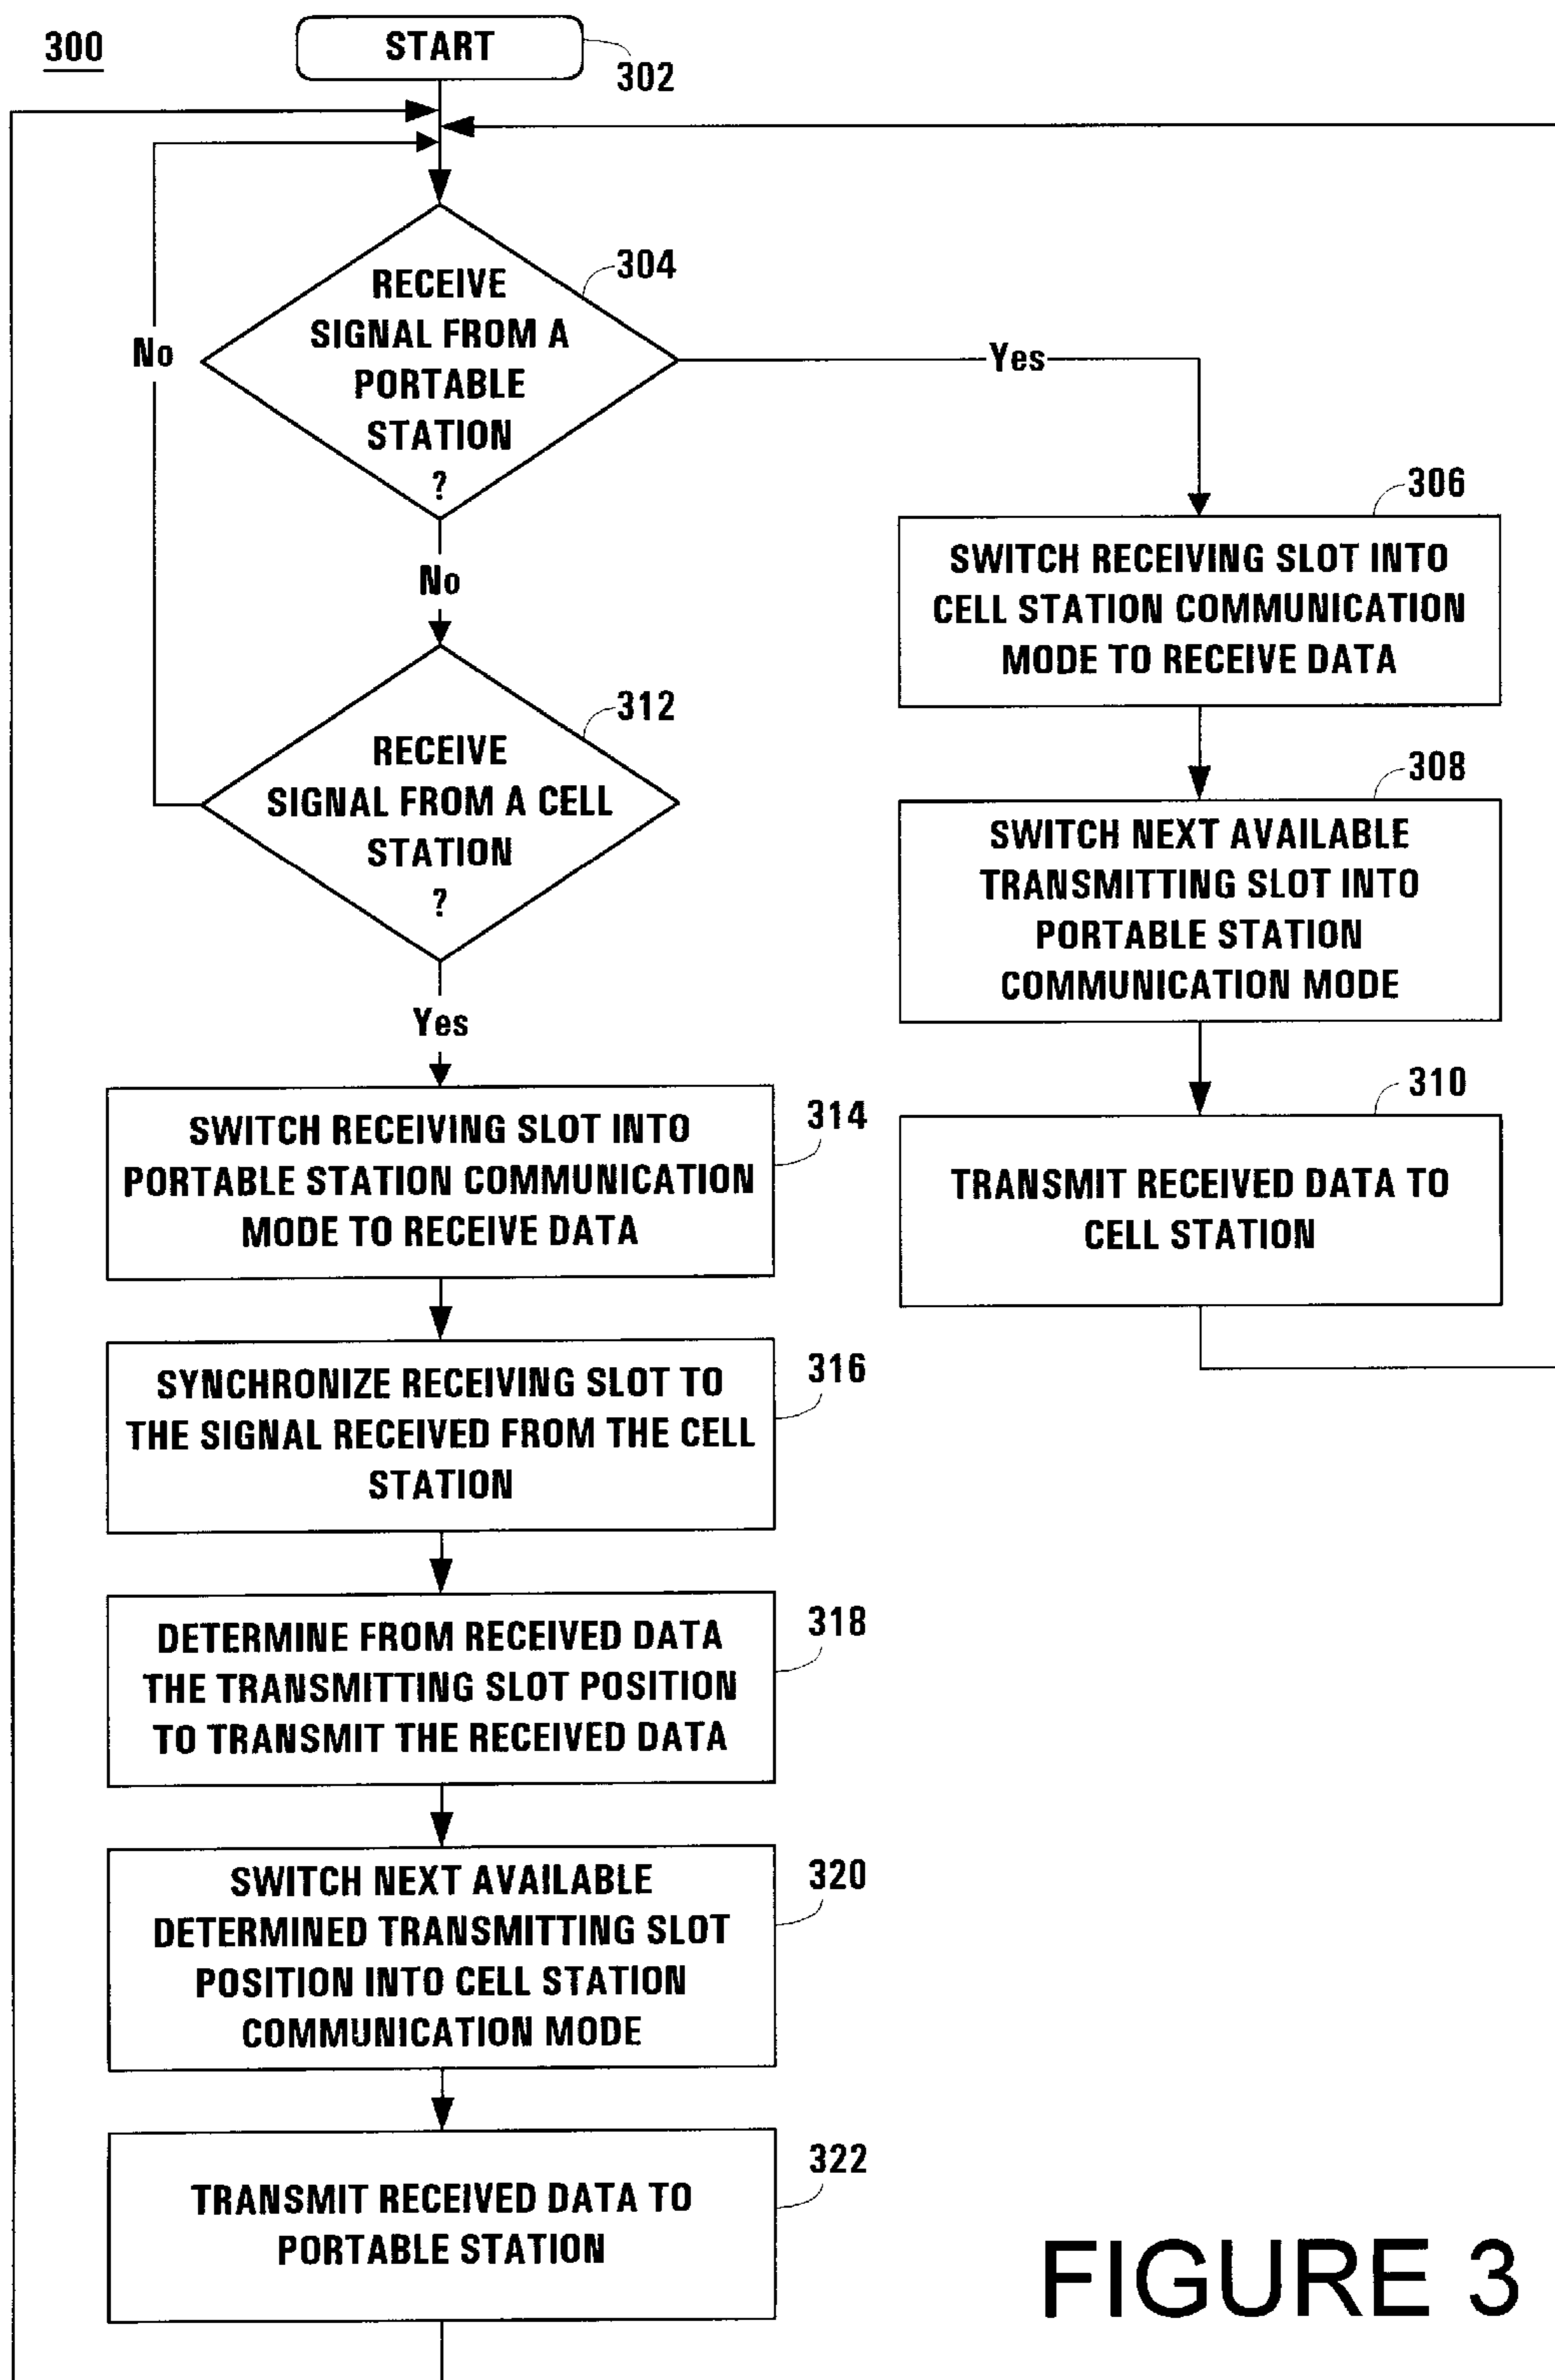 300
START
302
RECEIVE
SIGNAL FROM A
PORTABLE
STATION
?
304
No
Yes
No
306
SWITCH RECEIVING SLOT INTO
CELL STATION COMMUNICATION
MODE TO RECEIVE DATA
308
SWITCH NEXT AVAILABLE
TRANSMITTING SLOT INTO
PORTABLE STATION
COMMUNICATION MODE
310
TRANSMIT RECEIVED DATA TO
CELL STATION
312
RECEIVE
SIGNAL FROM A CELL
STATION
?
Yes
314
SWITCH RECEIVING SLOT INTO
PORTABLE STATION COMMUNICATION
MODE TO RECEIVE DATA
316
SYNCHRONIZE RECEIVING SLOT TO
THE SIGNAL RECEIVED FROM THE CELL
STATION
318
DETERMINE FROM RECEIVED DATA
THE TRANSMITTING SLOT POSITION
TO TRANSMIT THE RECEIVED DATA
320
SWITCH NEXT AVAILABLE
DETERMINED TRANSMITTING SLOT
POSITION INTO CELL STATION
COMMUNICATION MODE
322
TRANSMIT RECEIVED DATA TO
PORTABLE STATION
FIGURE 3